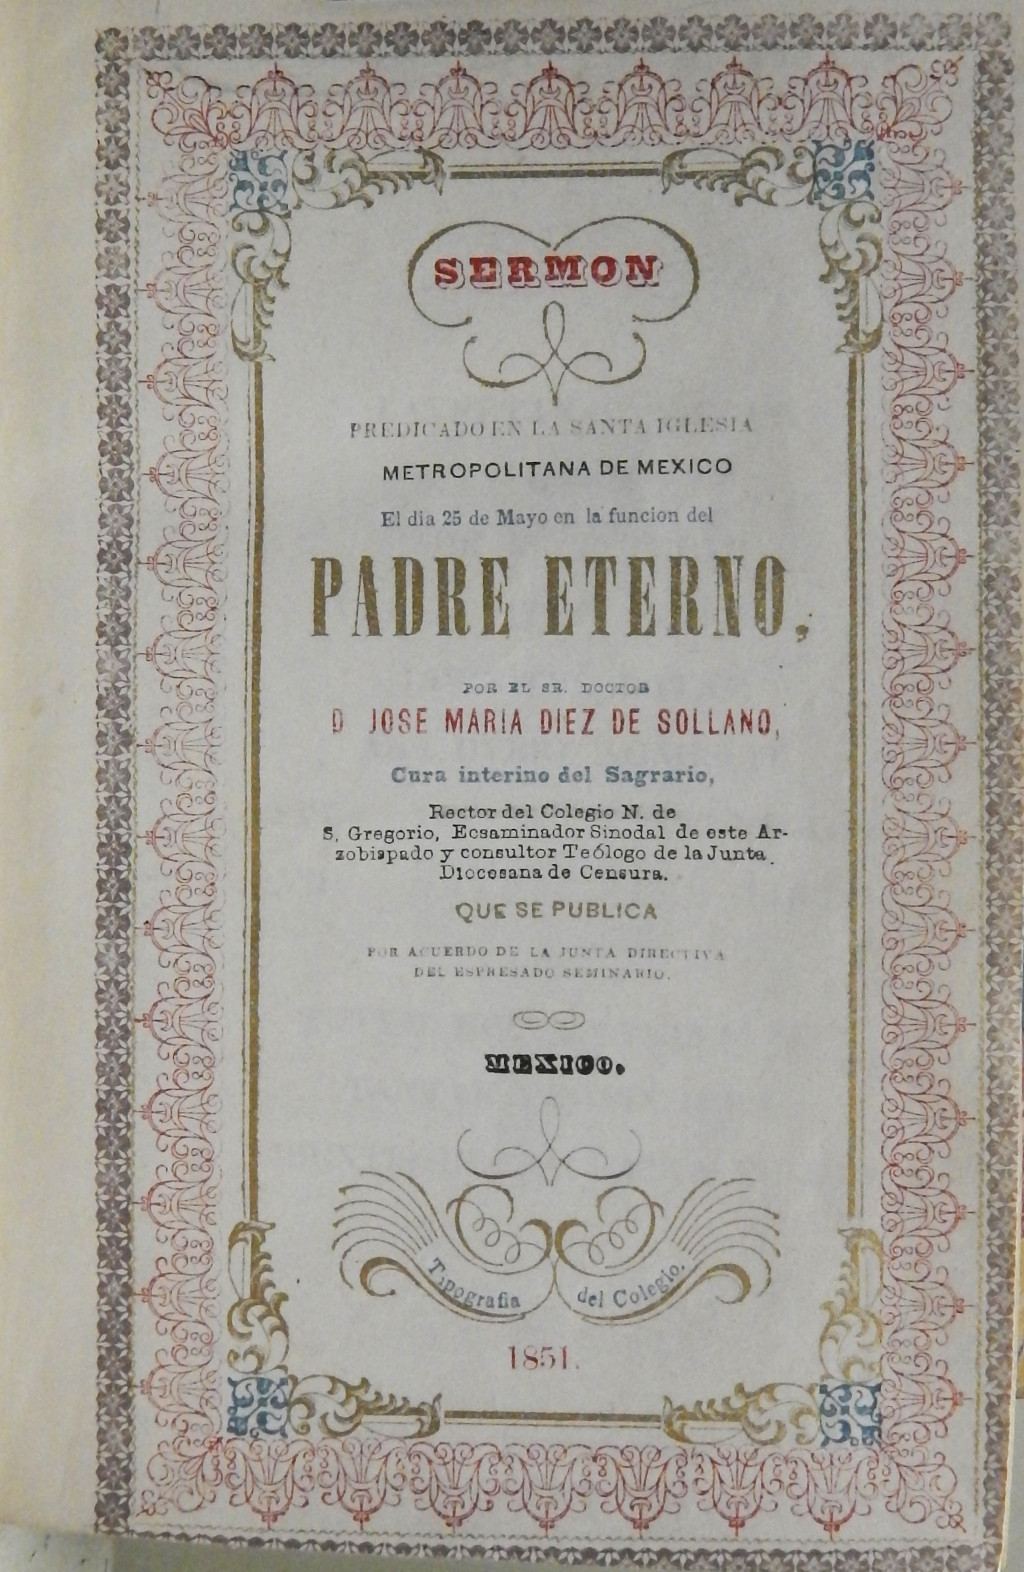 SERMON
PREDICADO EN LA SANTA IGLESIA
METROPOLITANA DE MEXICO
El dia 25 de Mayo en la funcion del
PADRE ETERNO,
POR EL SR. DOCTOR
D JOSE MARIA DIEZ DE SOLLANO,
Cura interino del Sagrario,
Rector del Colegio N. de
S. Gregorio, Ecsaminador Sinodal de este Ar-
zobispado y consultor Teólogo de la Junta
Diocesana de Censura.
QUE SE PUBLICA
POR ACUERDO DE LA JUNTA DIRECTIVA
DEL ESPRESADO SEMINARIO.
MEXICO.
Tipografia del Colegio.
1851.